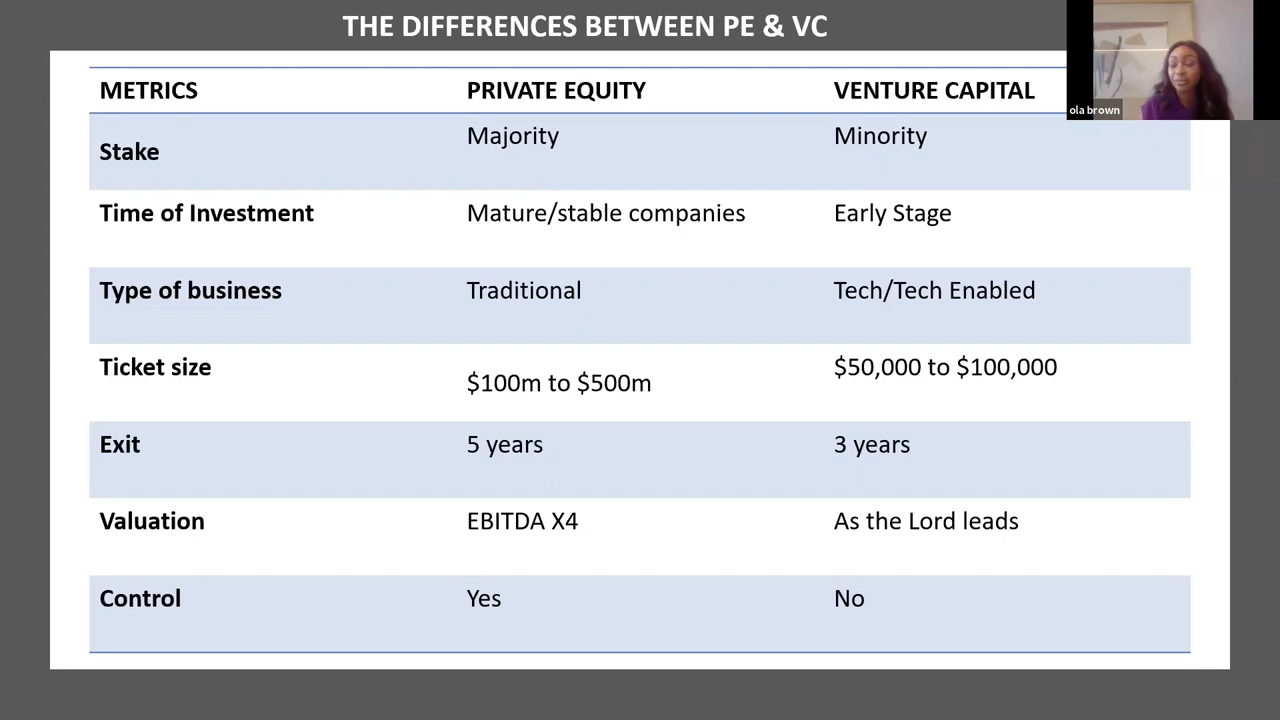 THE DIFFERENCES BETWEEN PE & VC
ola brown
METRICS PRIVATE EQUITY VENTURE CAPITAL
Stake Majority Minority
Time of Investment Mature/stable companies Early Stage
Type of business Traditional Tech/Tech Enabled
Ticket size $100m to $500m $50,000 to $100,000
Exit 5 years 3 years
Valuation EBITDA X4 As the Lord leads
Control Yes No